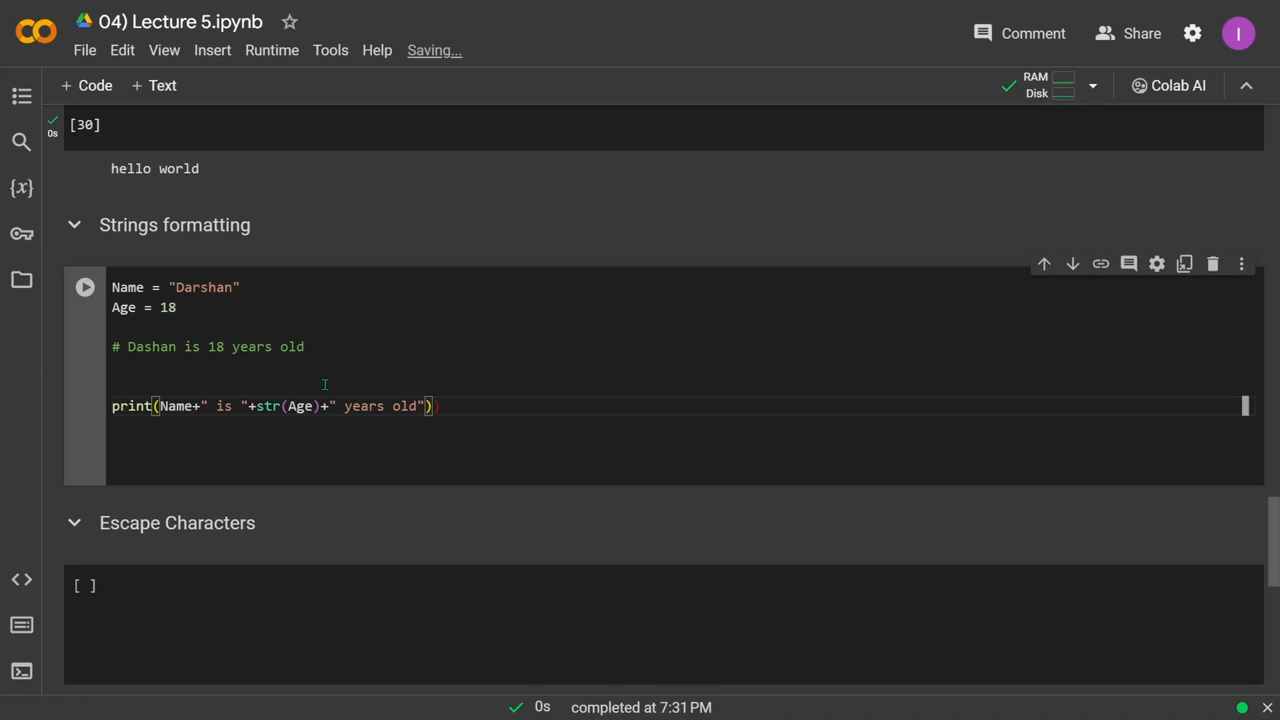 04) Lecture 5.ipynb
Comment
Share
I
File Edit View Insert Runtime Tools Help Saving...
+ Code + Text
RAM
Disk
Colab AI
0s
[30]
hello world
{x}
Strings formatting
Name = "Darshan"
Age = 18
# Dashan is 18 years old
print(Name+" is "+str(Age)+" years old"))
Escape Characters
[ ]
0s completed at 7:31 PM